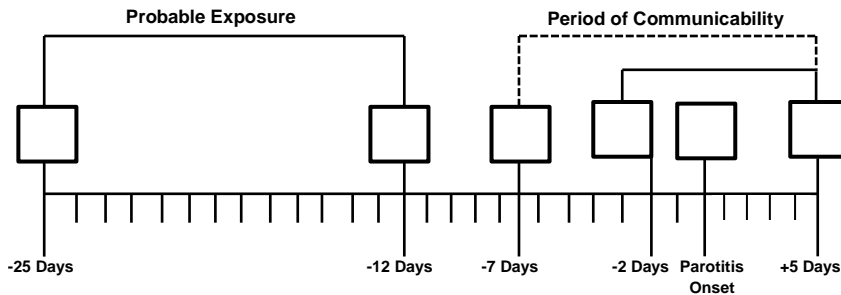 Probable Exposure
Period of Communicability
-25 Days
-12 Days
-7 Days
-2 Days
Parotitis
Onset
+5 Days